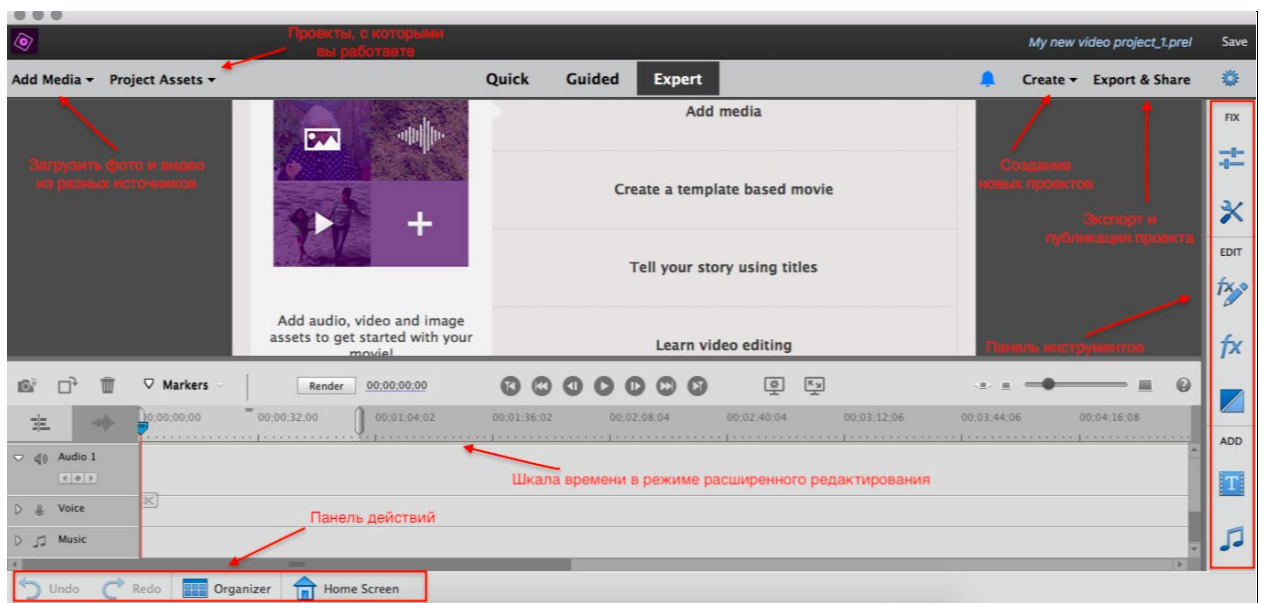 Проекты, с которыми
вы работаете
My new video project_1.prel
Save
Add Media
Project Assets
Quick
Guided
Expert
Create
Export & Share
Загрузить фото и видео
из разных источников
Add audio, video and image
assets to get started with your
movie!
Add media
Create a template based movie
Tell your story using titles
Learn video editing
Создание
новых проектов
Экспорт и
публикация проекта
Панель инструментов
FIX
EDIT
fx
fx
ADD
T
Markers
Render
00:00:00:00
00:00:00:00
00:00:32:00
00:01:04:02
00:01:36:02
00:02:08:04
00:02:40:04
00:03:12:06
00:03:44:06
00:04:16:08
Audio 1
Шкала времени в режиме расширенного редактирования
Voice
Панель действий
Music
Undo
Redo
Organizer
Home Screen